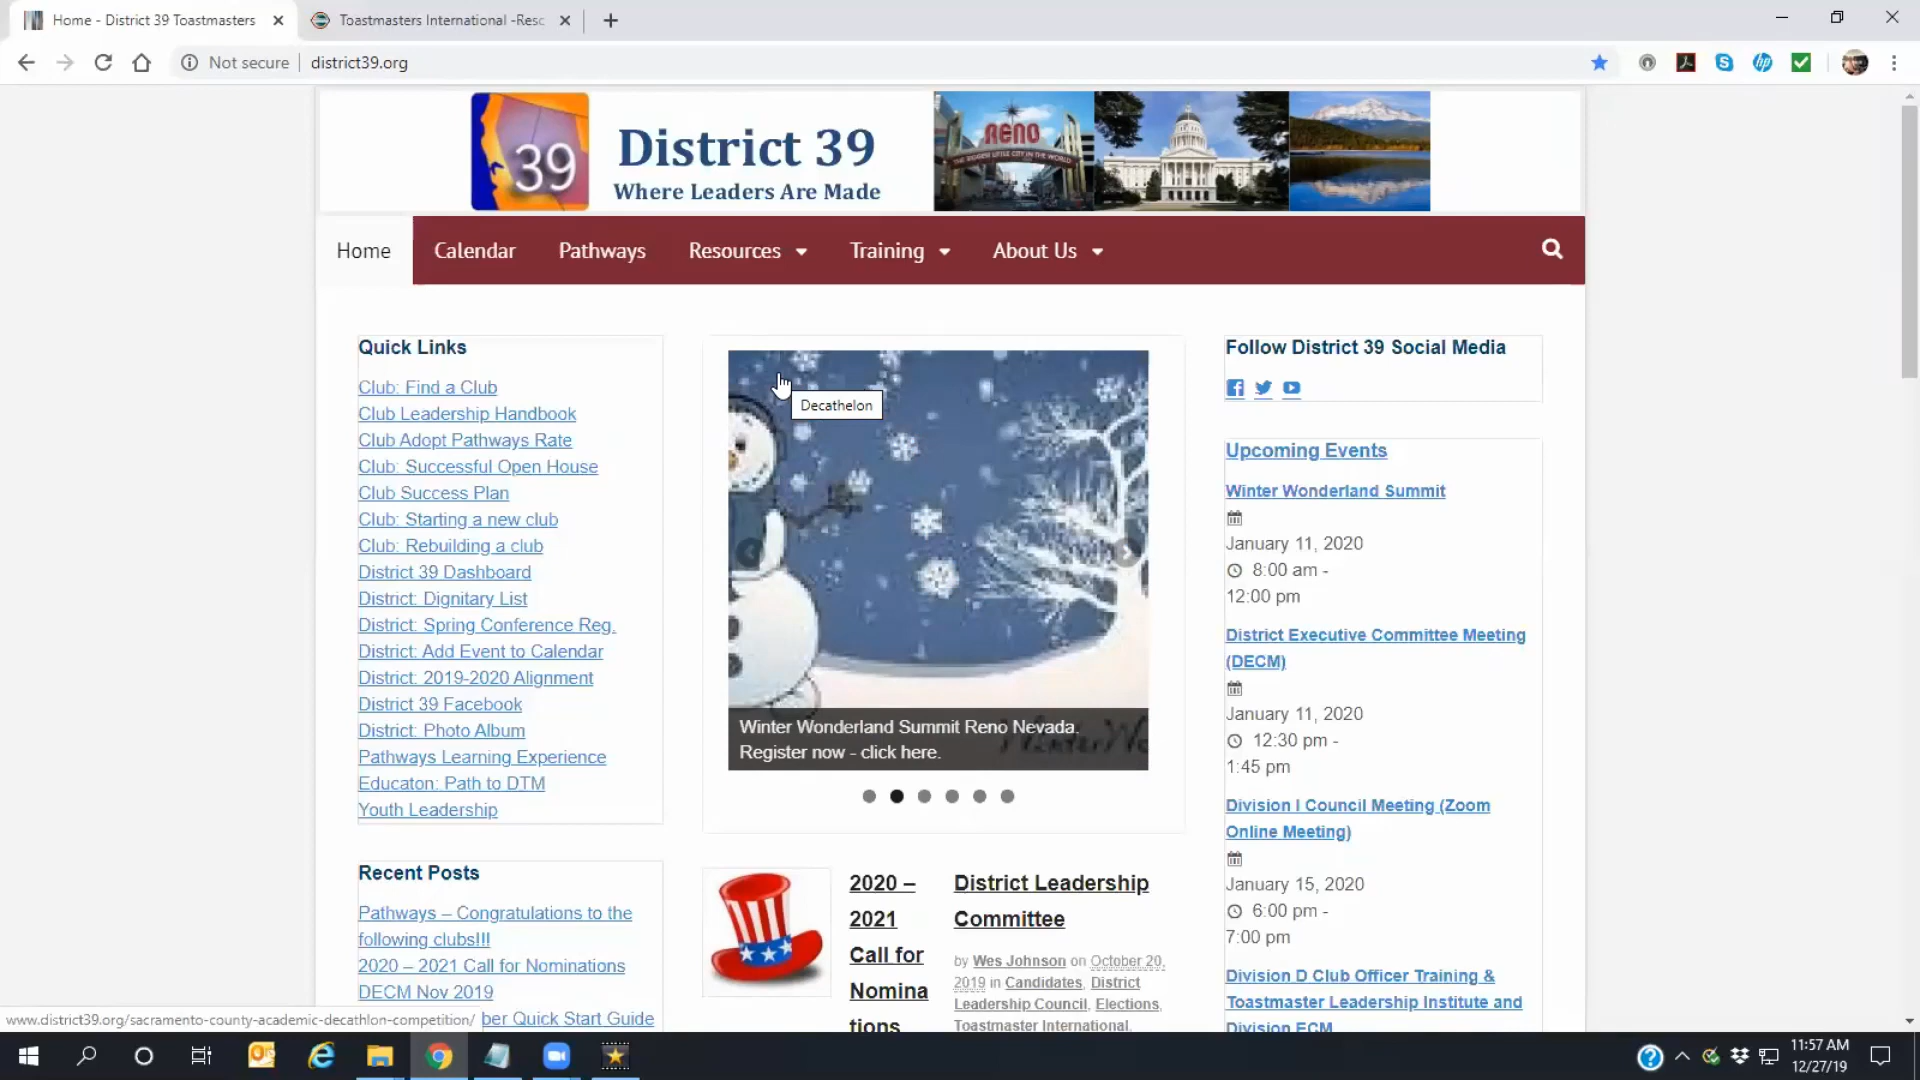 Home - District 39 Toastmasters
Toastmasters International -Resc
Not secure
district39.org
39
District 39
Where Leaders Are Made
RENO
THE BIGGEST LITTLE CITY IN THE WORLD
Home
Calendar
Pathways
Resources
Training
About Us
Quick Links
Club: Find a Club
Club Leadership Handbook
Club Adopt Pathways Rate
Club: Successful Open House
Club Success Plan
Club: Starting a new club
Club: Rebuilding a club
District 39 Dashboard
District: Dignitary List
District: Spring Conference Reg.
District: Add Event to Calendar
District: 2019-2020 Alignment
District 39 Facebook
District: Photo Album
Pathways Learning Experience
Educaton: Path to DTM
Youth Leadership
Recent Posts
Pathways – Congratulations to the
following clubs!!!
2020 – 2021 Call for Nominations
DECM Nov 2019
ber Quick Start Guide
www.district39.org/sacramento-county-academic-decathlon-competition/
Decathelon
Winter Wonderland Summit Reno Nevada.
Register now - click here.
2020 –
2021
Call for
Nomina
tions
District Leadership
Committee
by Wes Johnson on October 20,
2019 in Candidates, District
Leadership Council, Elections,
Toastmaster International,
Follow District 39 Social Media
Upcoming Events
Winter Wonderland Summit
January 11, 2020
8:00 am -
12:00 pm
District Executive Committee Meeting
(DECM)
January 11, 2020
12:30 pm -
1:45 pm
Division I Council Meeting (Zoom
Online Meeting)
January 15, 2020
6:00 pm -
7:00 pm
Division D Club Officer Training &
Toastmaster Leadership Institute and
Division ECM
11:57 AM
12/27/19